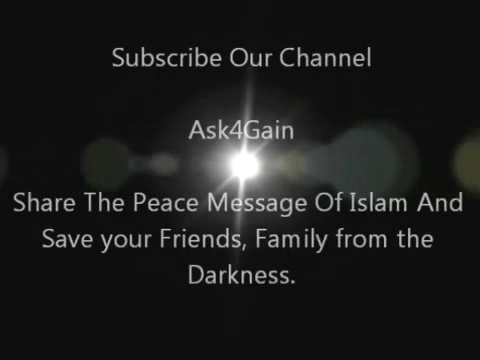 Subscribe Our Channel
Ask4Gain
Share The Peace Message Of Islam And
Save your Friends, Family from the
Darkness.